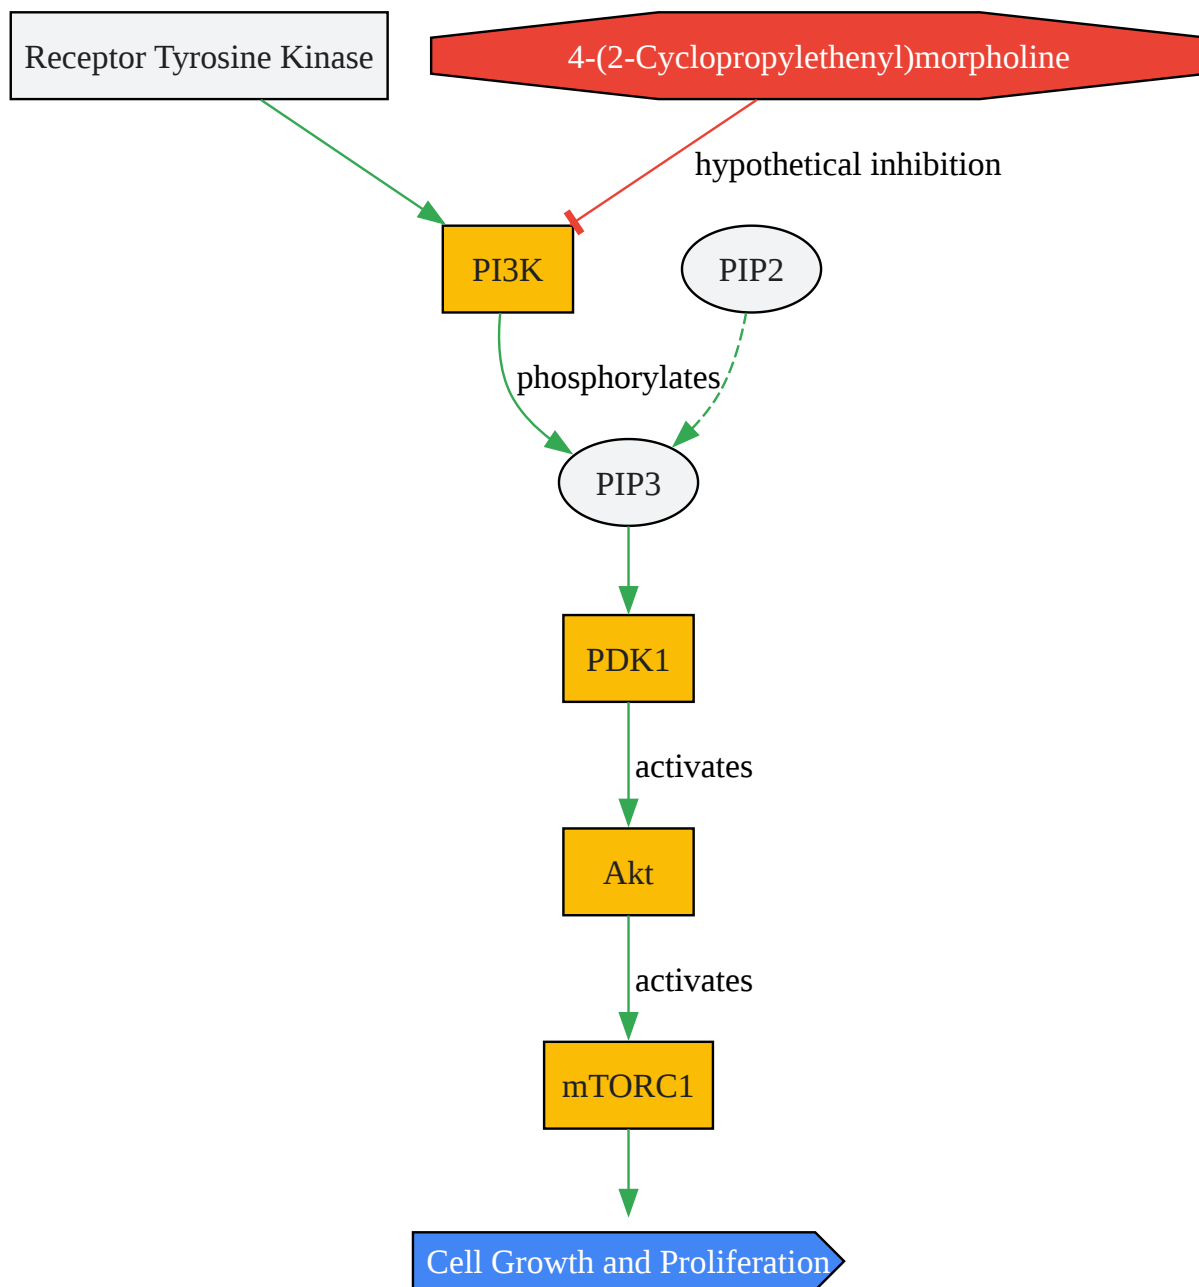 Receptor Tyrosine Kinase
4-(2-Cyclopropylethenyl)morpholine
hypothetical inhibition
PI3K
PIP2
phosphorylates
PIP3
PDK1
activates
Akt
activates
mTORC1
Cell Growth and Proliferation